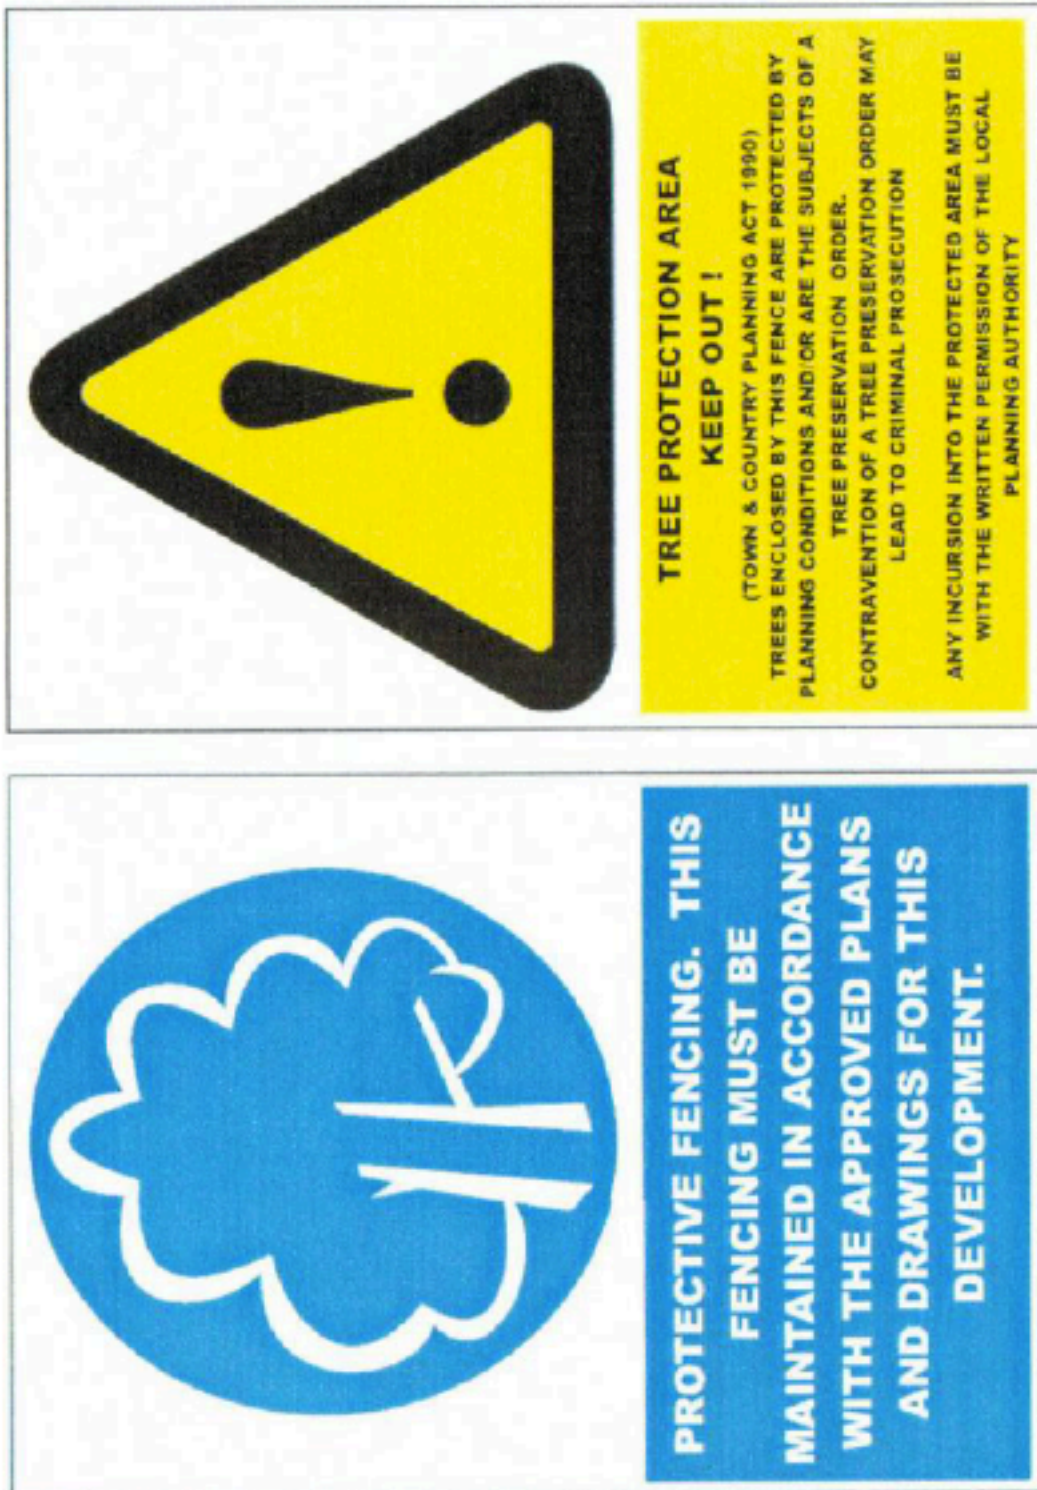 PROTECTIVE FENCING. THIS
FENCING MUST BE
MAINTAINED IN ACCORDANCE
WITH THE APPROVED PLANS
AND DRAWINGS FOR THIS
DEVELOPMENT.
TREE PROTECTION AREA
KEEP OUT !
(TOWN & COUNTRY PLANNING ACT 1990)
TREES ENCLOSED BY THIS FENCE ARE PROTECTED BY
PLANNING CONDITIONS AND/OR ARE THE SUBJECTS OF A
TREE PRESERVATION ORDER.
CONTRAVENTION OF A TREE PRESERVATION ORDER MAY
LEAD TO CRIMINAL PROSECUTION
ANY INCURSION INTO THE PROTECTED AREA MUST BE
WITH THE WRITTEN PERMISSION OF THE LOCAL
PLANNING AUTHORITY